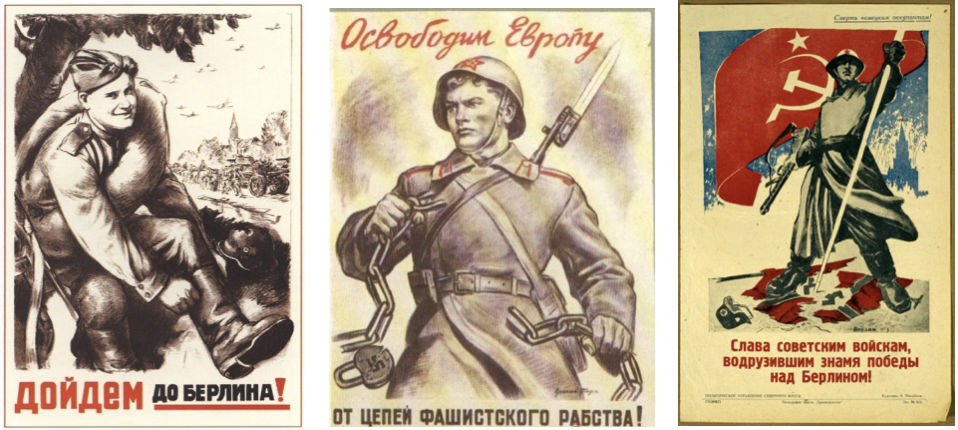 ДОЙДЕМ ДО БЕРЛИНА!
Освободим Европу
ОТ ЦЕПЕЙ ФАШИСТСКОГО РАБСТВА!
Смерть немецким оккупантам!
Слава советским войскам,
водрузившим знамя победы
над Берлином!